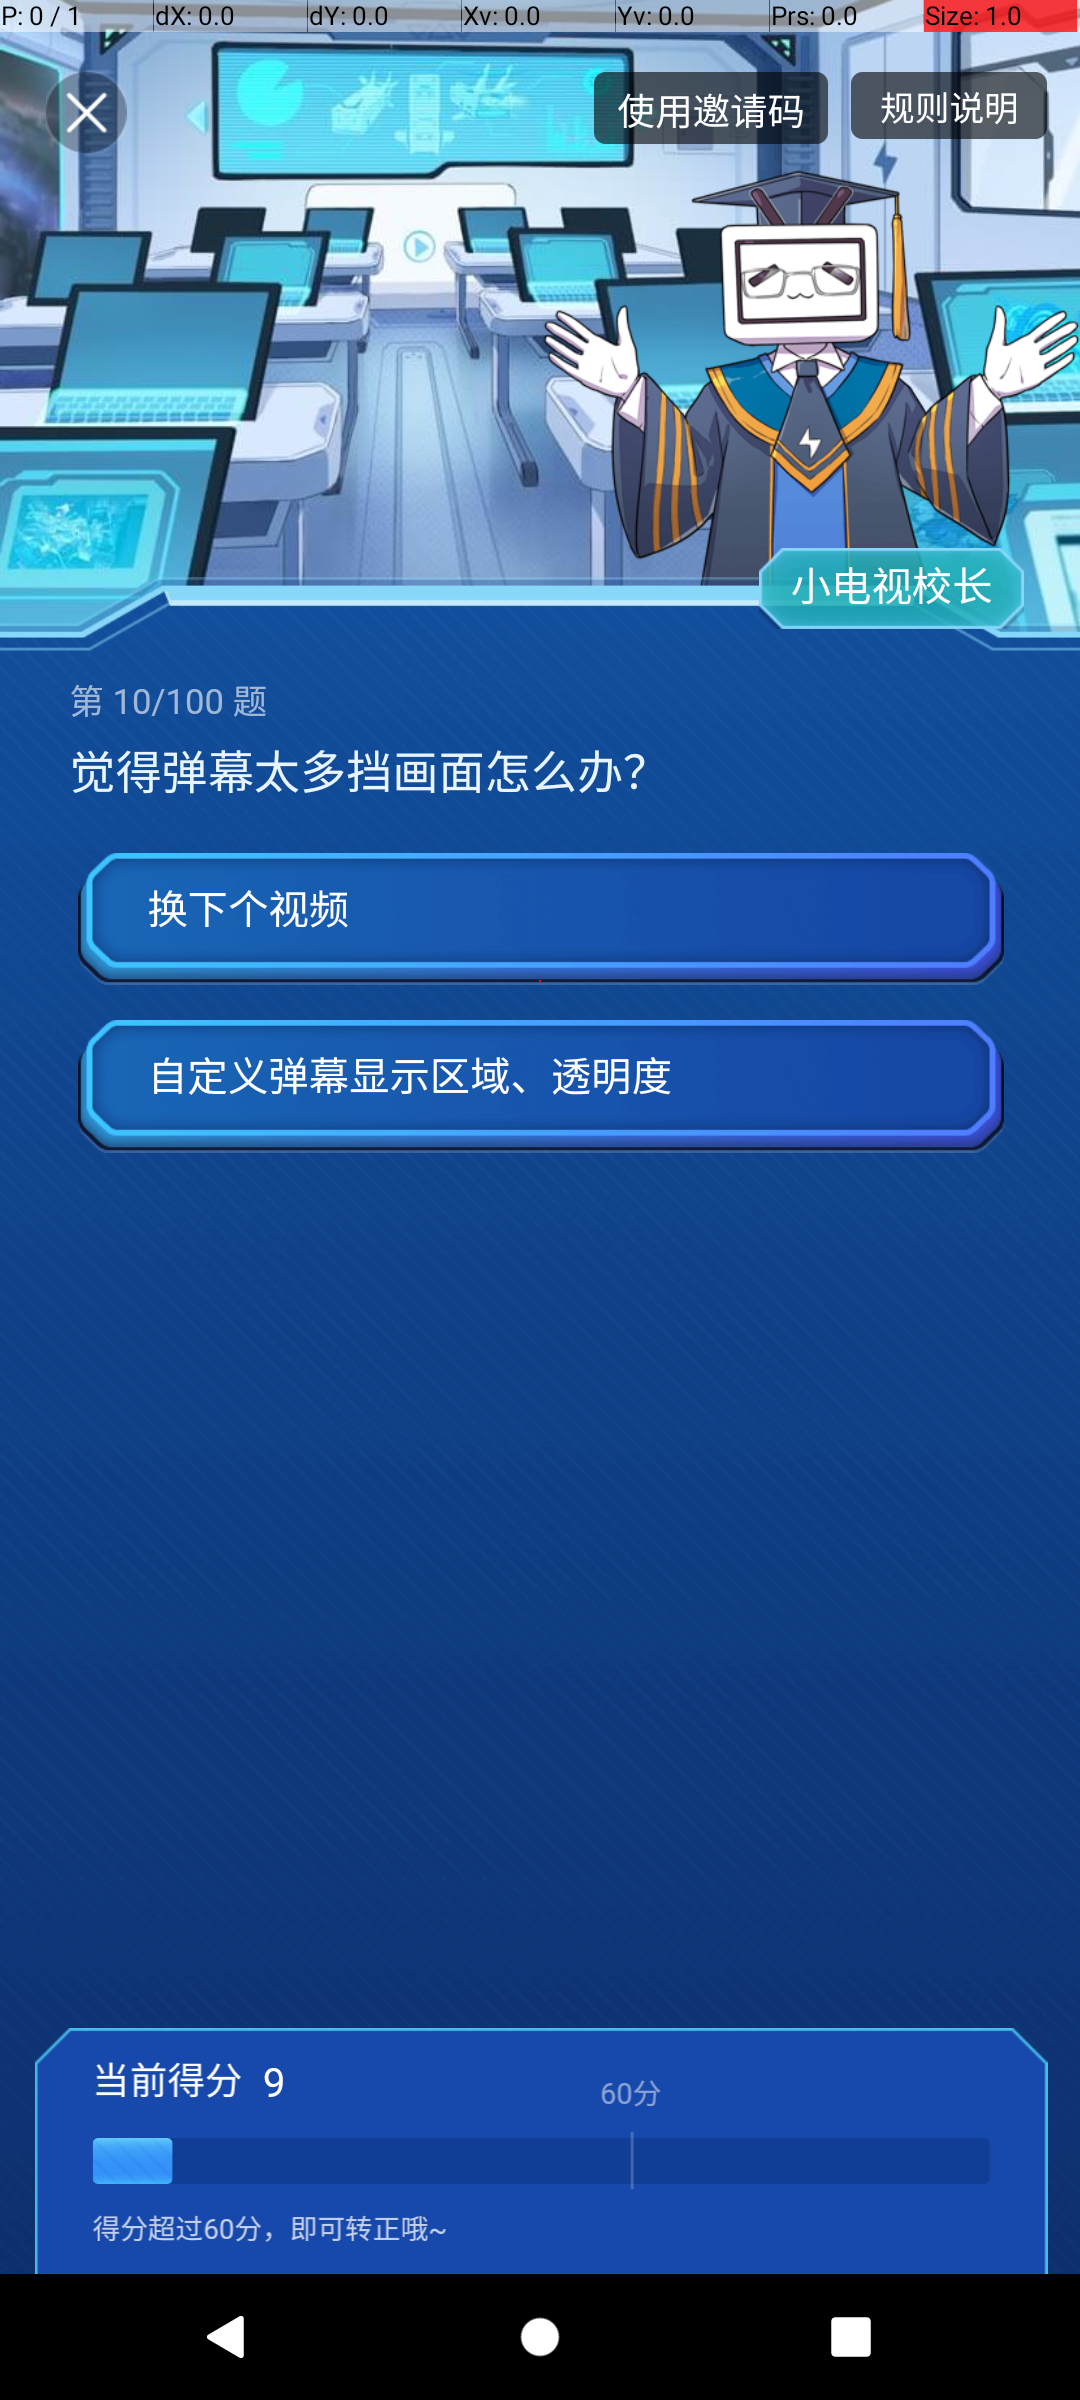 P: 0 / 1 dX: 0.0 dY: 0.0 Xv: 0.0 Yv: 0.0 Prs: 0.0 Size: 1.0
使用邀请码 规则说明
小电视校长
第 10/100 题
觉得弹幕太多挡画面怎么办？
换下个视频
自定义弹幕显示区域、透明度
当前得分 9
60分
得分超过60分，即可转正哦~